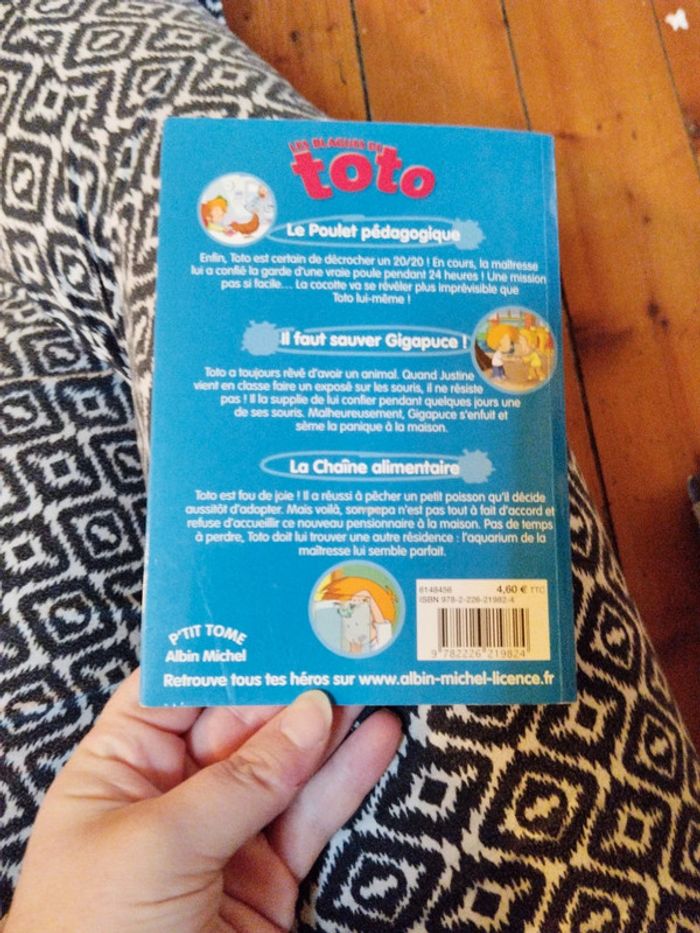 LES BLAGUES DE
toto
Le Poulet pédagogique
Enfin, Toto est certain de décrocher un 20/20 ! En cours, la maîtresse
lui a confié la garde d'une vraie poule pendant 24 heures ! Une mission
pas si facile... La cocotte va se révéler plus imprévisible que
Toto lui-même !
Il faut sauver Gigapuce !
Toto a toujours rêvé d'avoir un animal. Quand Justine
vient en classe faire un exposé sur les souris, il ne résiste
pas ! Il la supplie de lui confier pendant quelques jours une
de ses souris. Malheureusement, Gigapuce s'enfuit et
sème la panique à la maison.
La Chaîne alimentaire
Toto est fou de joie ! Il a réussi à pêcher un petit poisson qu'il décide
aussitôt d'adopter. Mais voilà, son papa n'est pas tout à fait d'accord et
refuse d'accueillir ce nouveau pensionnaire à la maison. Pas de temps
à perdre, Toto doit lui trouver une autre résidence : l'aquarium de la
maîtresse lui semble parfait.
6148456 4,60 € TTC
ISBN 978-2-226-21982-4
9 782226 219824
P'TIT TOME
Albin Michel
Retrouve tous tes héros sur www.albin-michel-licence.fr